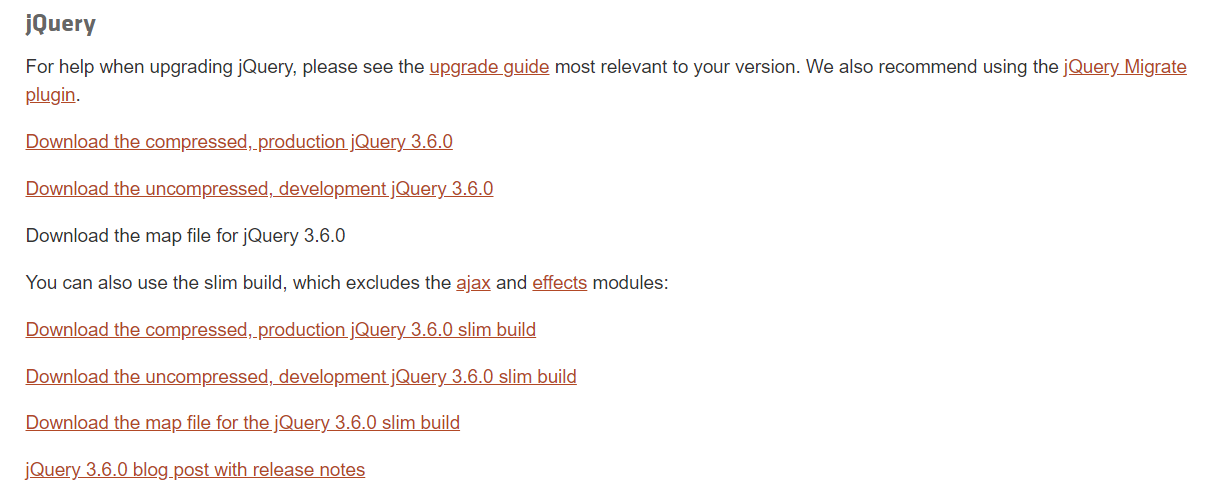 jQuery
For help when upgrading jQuery, please see the upgrade guide most relevant to your version. We also recommend using the jQuery Migrate
plugin.
Download the compressed, production jQuery 3.6.0
Download the uncompressed, development jQuery 3.6.0
Download the map file for jQuery 3.6.0
You can also use the slim build, which excludes the ajax and effects modules:
Download the compressed, production jQuery 3.6.0 slim build
Download the uncompressed, development jQuery 3.6.0 slim build
Download the map file for the jQuery 3.6.0 slim build
jQuery 3.6.0 blog post with release notes